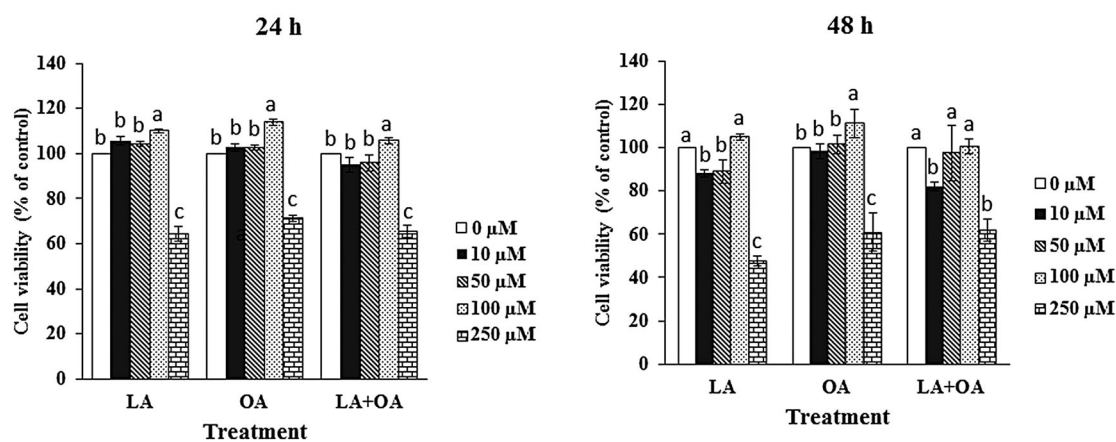 24 h
Cell viability (% of control)
140
120
100
80
60
40
20
0
b b b a c
b b b a c
b b b a c
LA OA LA+OA
Treatment
0 µM
10 µM
50 µM
100 µM
250 µM
48 h
Cell viability (% of control)
140
120
100
80
60
40
20
0
a b b a c
b b b a c
a b a a b
LA OA LA+OA
Treatment
0 µM
10 µM
50 µM
100 µM
250 µM